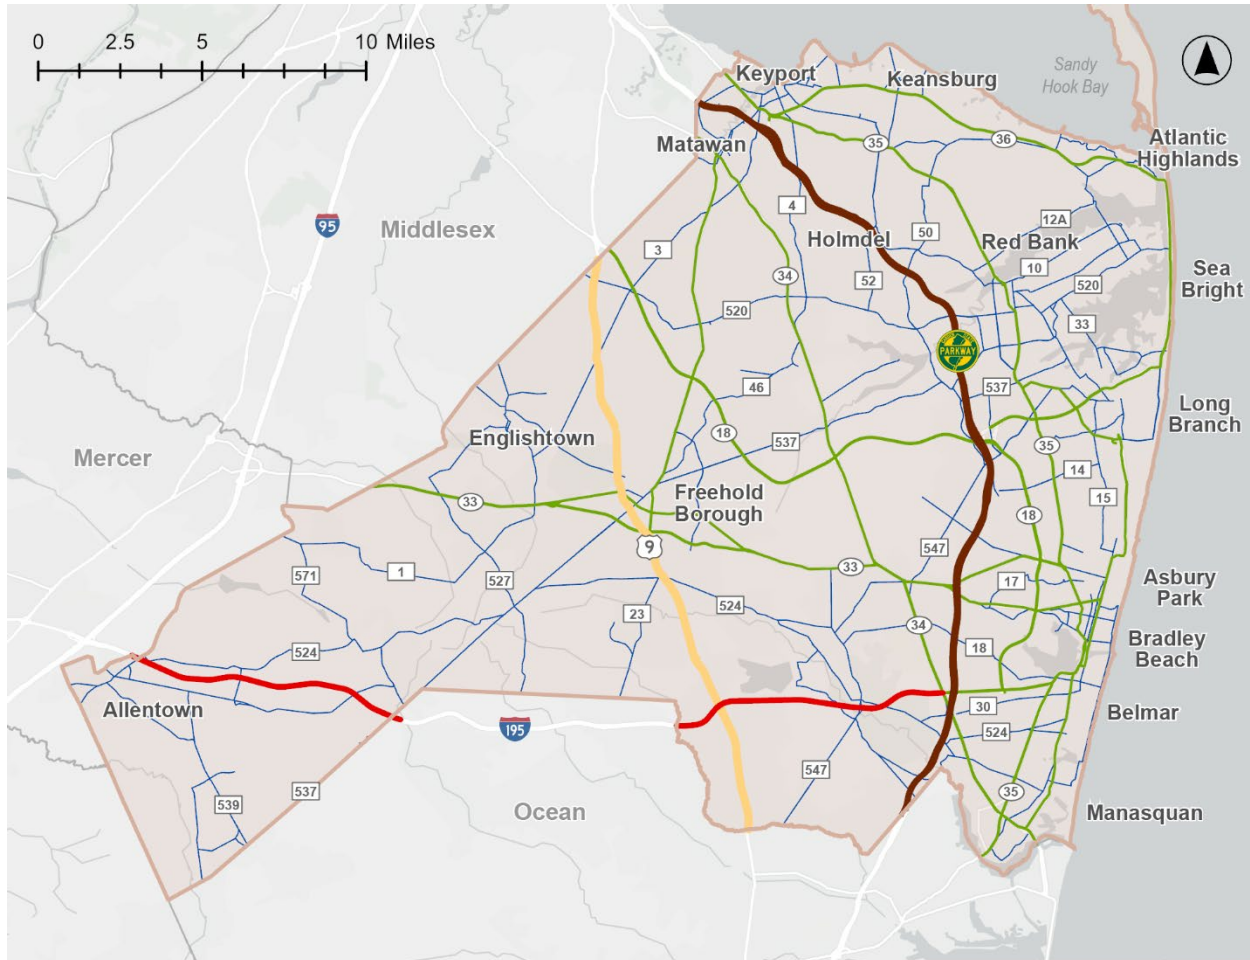 0 2.5 5 10 Miles
Keyport
Keansburg
Sandy
Hook Bay
Atlantic
Highlands
Matawan
35
36
4
12A
95
Middlesex
3
Holmdel
50
Red Bank
10
Sea
Bright
34
52
520
520
33
PARKWAY
46
537
Long
Branch
Englishtown
18
537
35
14
Mercer
33
Freehold
Borough
15
18
9
547
571
1
527
33
17
Asbury
Park
23
524
34
524
18
Bradley
Beach
Allentown
30
Belmar
195
524
547
537
539
Ocean
35
Manasquan